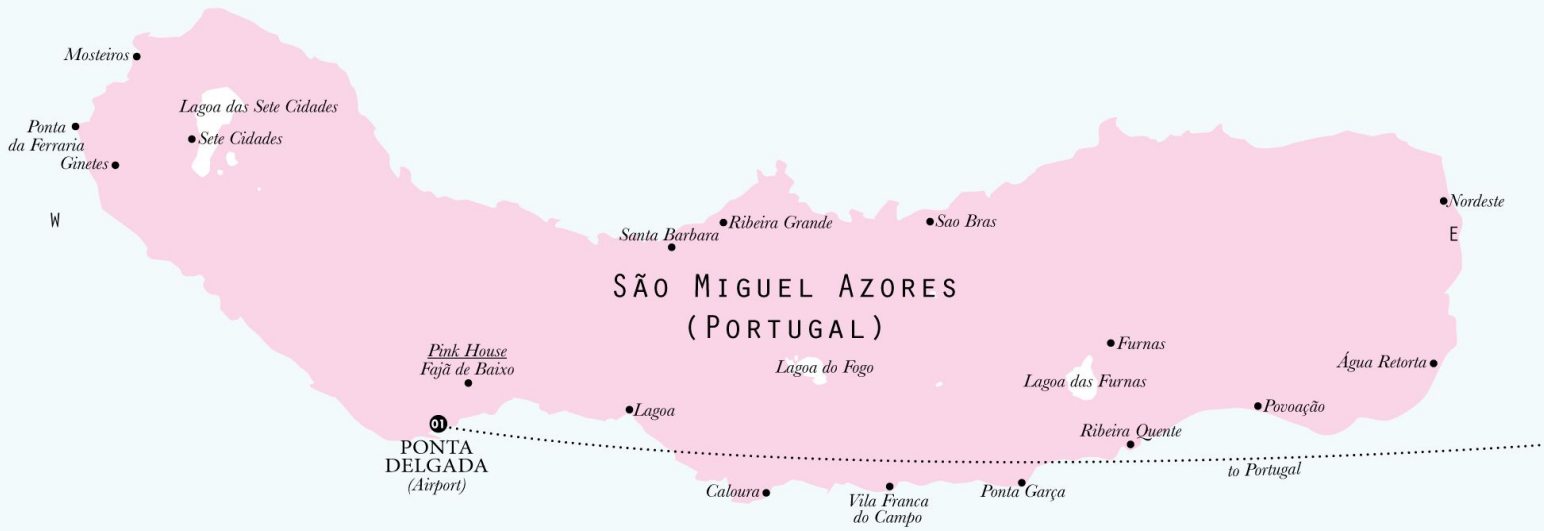 Mosteiros
Lagoa das Sete Cidades
Ponta
da Ferraria
Sete Cidades
Ginetes
W
Nordeste
E
Santa Barbara
Ribeira Grande
Sao Bras
SÃO MIGUEL AZORES
(PORTUGAL)
Pink House
Fajã de Baixo
Lagoa do Fogo
Furnas
Lagoa das Furnas
Água Retorta
Lagoa
Povoação
01
PONTA
DELGADA
(Airport)
Ribeira Quente
to Portugal
Caloura
Vila Franca
do Campo
Ponta Garça